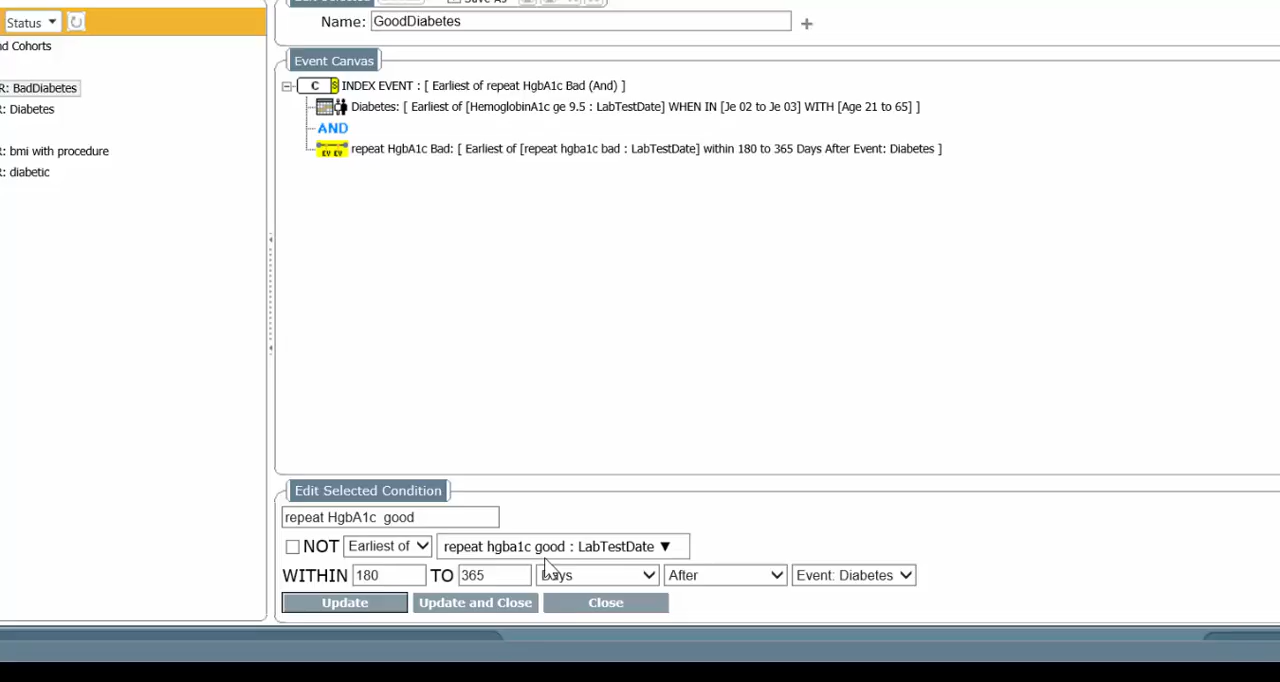 Status
Name: GoodDiabetes
nd Cohorts
Event Canvas
R: BadDiabetes
R: Diabetes
R: bmi with procedure
R: diabetic
C S INDEX EVENT : [ Earliest of repeat HgbA1c Bad (And) ]
Diabetes: [ Earliest of [HemoglobinA1c ge 9.5 : LabTestDate] WHEN IN [Je 02 to Je 03] WITH [Age 21 to 65] ]
AND
EV EV repeat HgbA1c Bad: [ Earliest of [repeat hgba1c bad : LabTestDate] within 180 to 365 Days After Event: Diabetes ]
Edit Selected Condition
repeat HgbA1c good
NOT Earliest of repeat hgba1c good : LabTestDate
WITHIN 180 TO 365 Days After Event: Diabetes
Update Update and Close Close